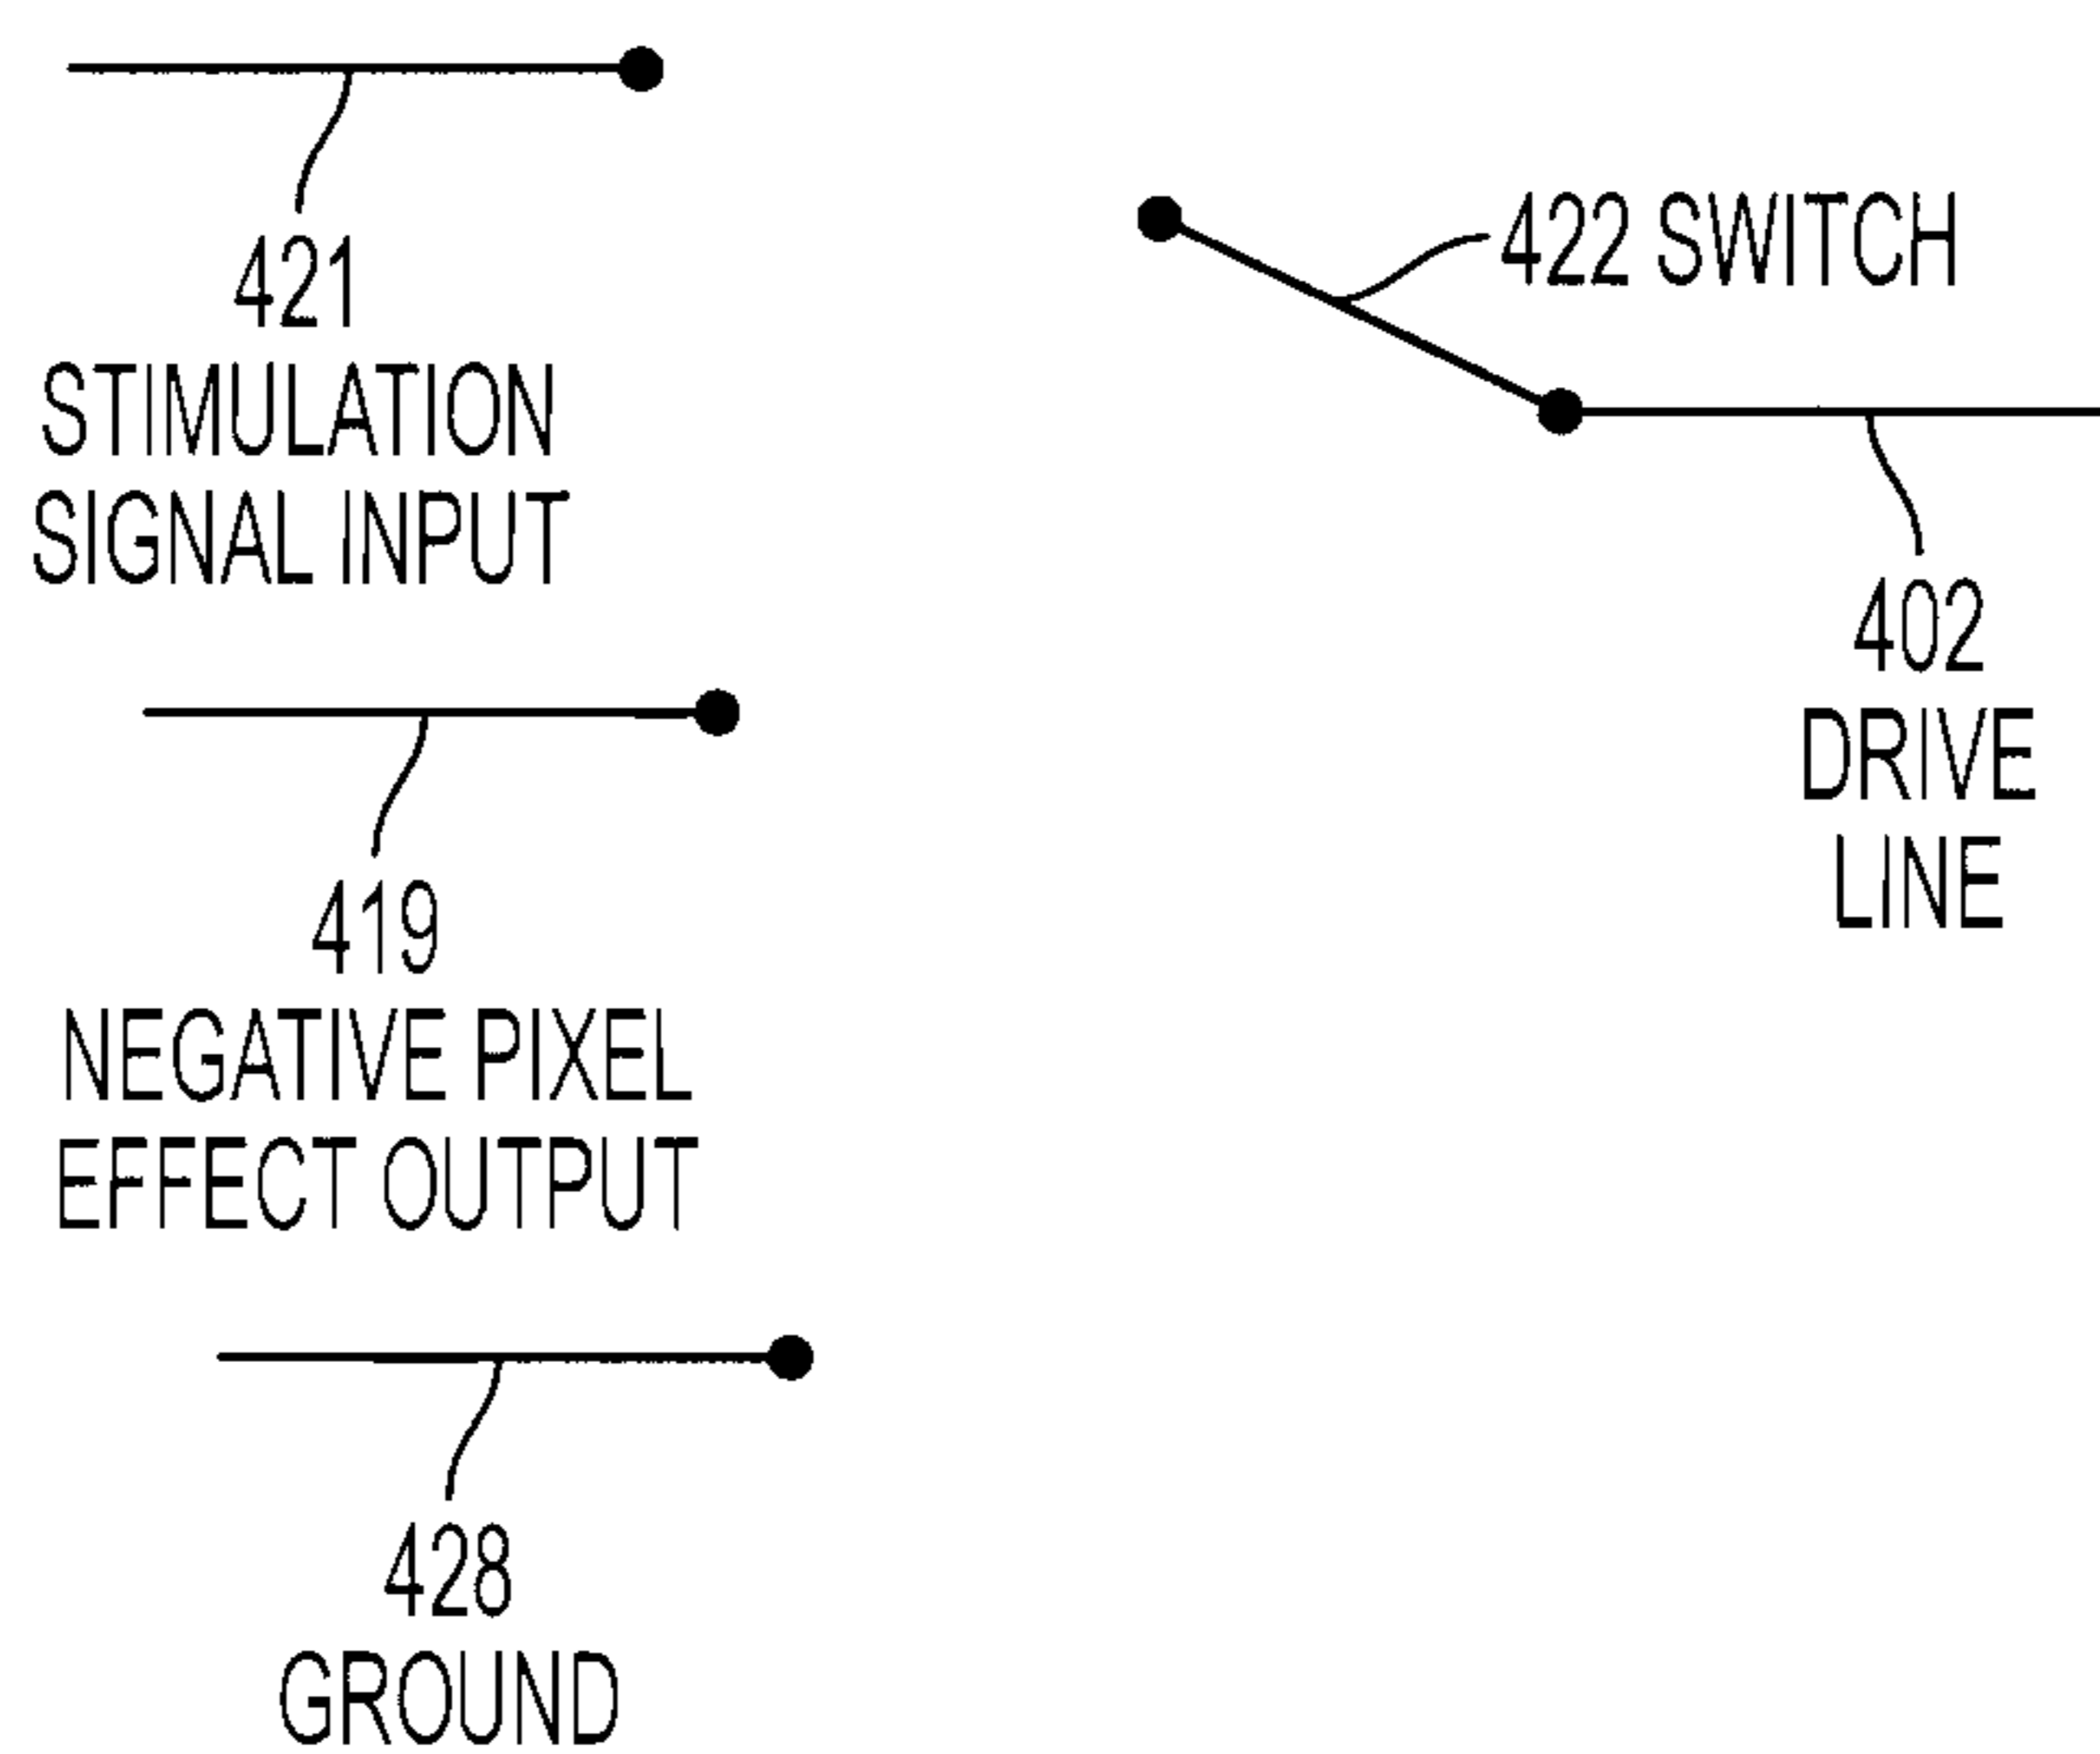 421
STIMULATION
SIGNAL INPUT
422 SWITCH
402
DRIVE
LINE
419
NEGATIVE PIXEL
EFFECT OUTPUT
428
GROUND